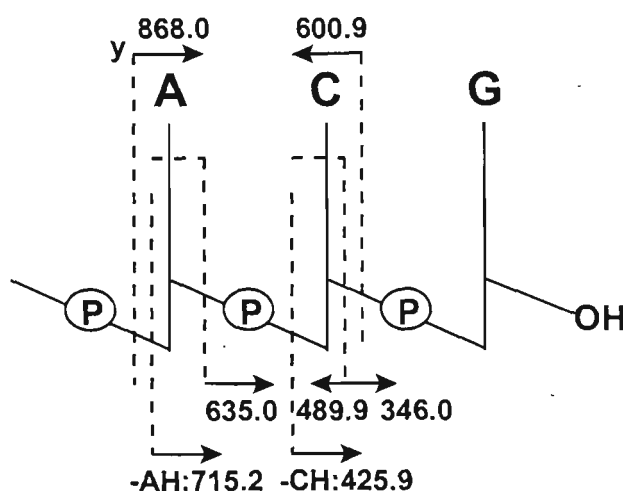 868.0 600.9
y
A C G
P P P OH
635.0 489.9 346.0
-AH:715.2 -CH:425.9